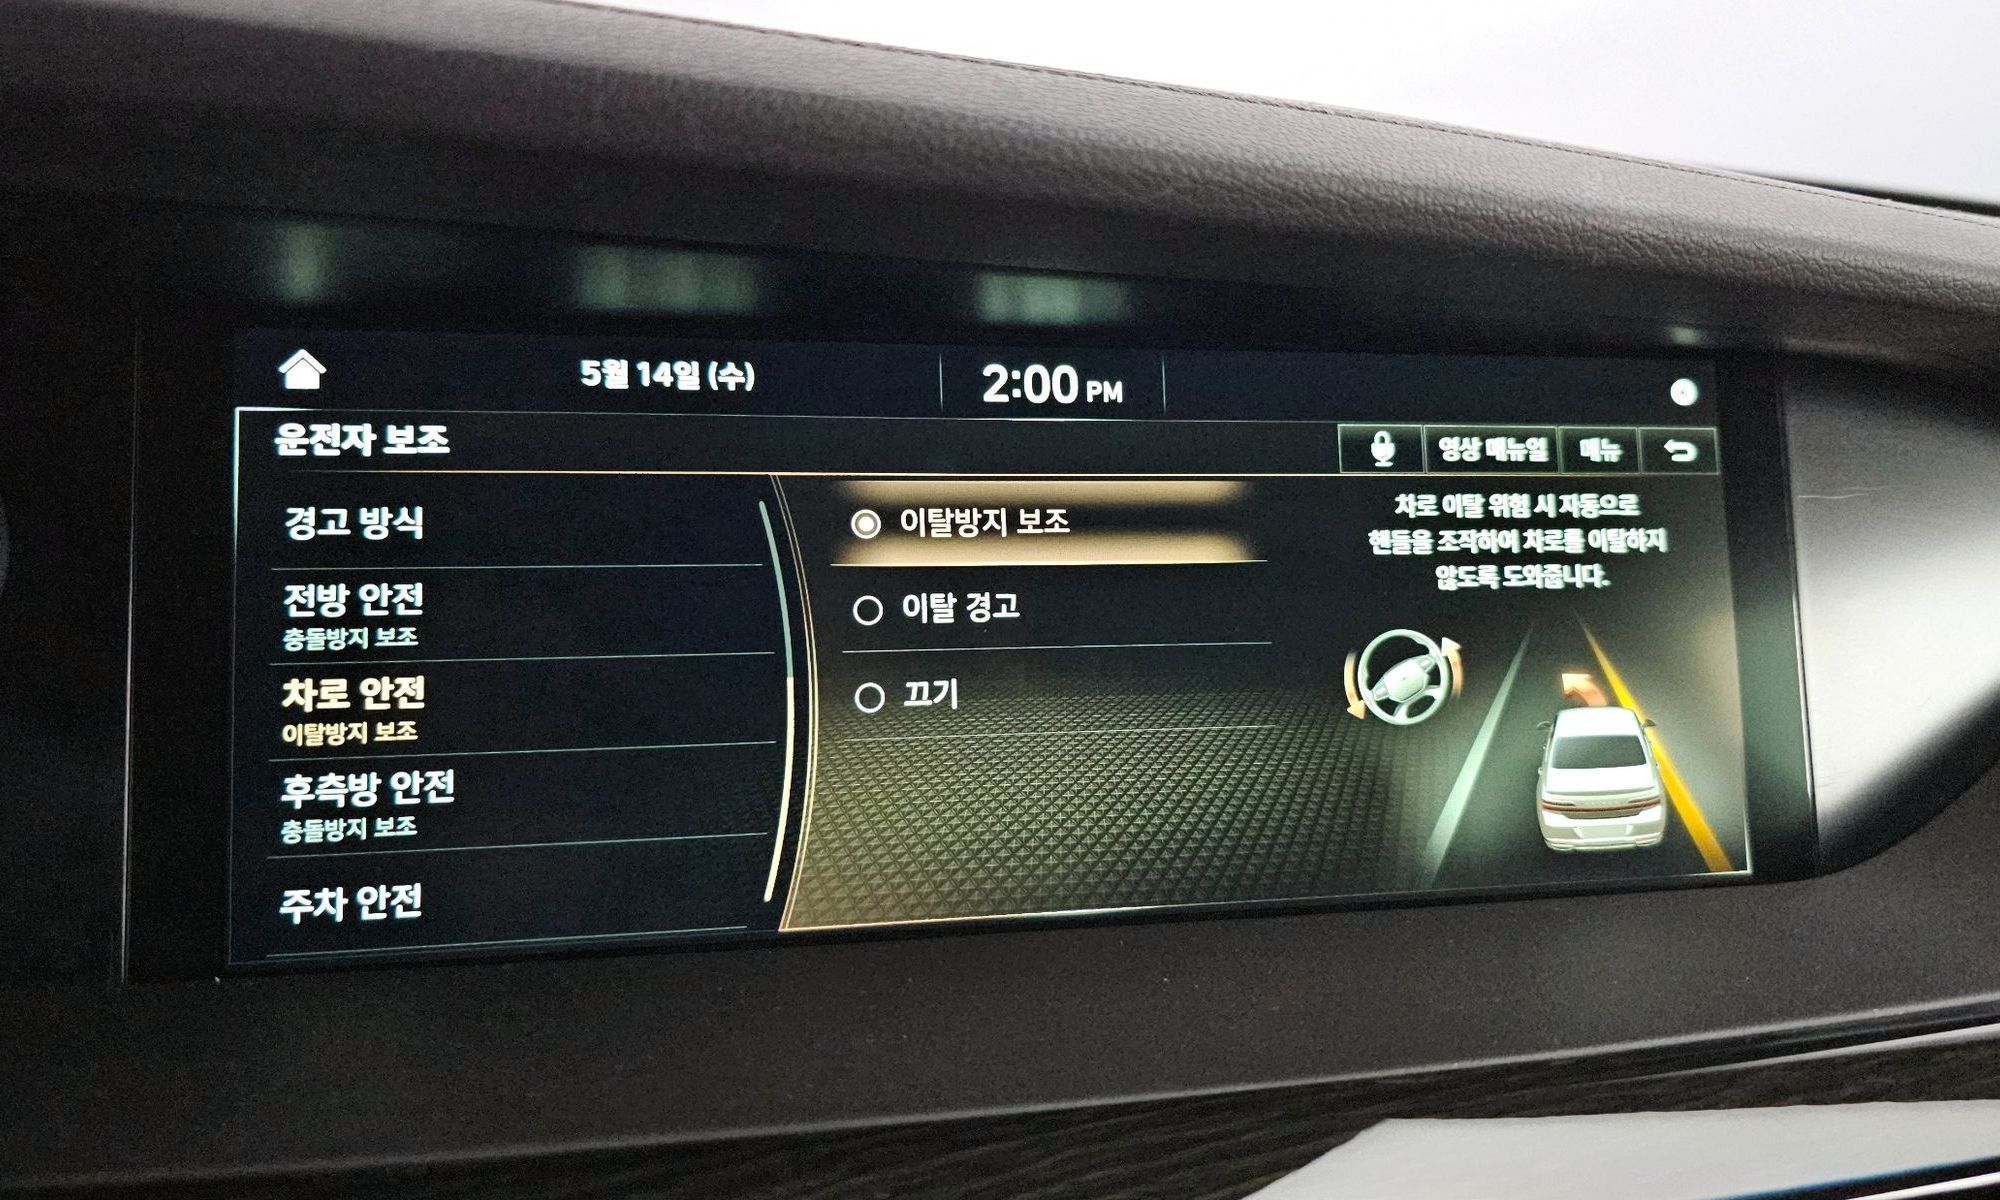 5월 14일 (수)
2:00 PM
운전자 보조
영상 매뉴얼
메뉴
경고 방식
전방 안전
충돌방지 보조
차로 안전
이탈방지 보조
후측방 안전
충돌방지 보조
주차 안전
이탈방지 보조
이탈 경고
끄기
차로 이탈 위험 시 자동으로
핸들을 조작하여 차로를 이탈하지
않도록 도와줍니다.